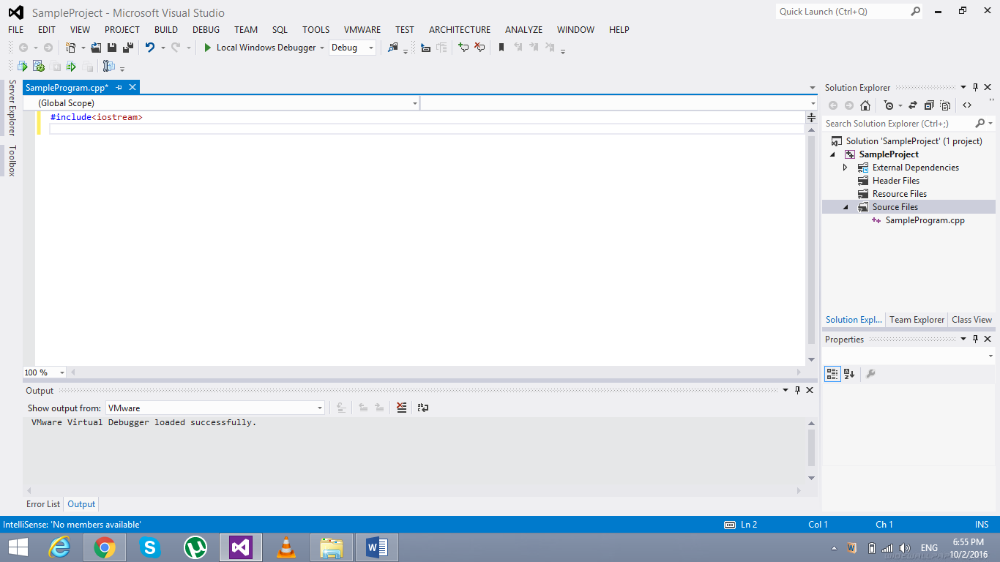 SampleProject - Microsoft Visual Studio
Quick Launch (Ctrl+Q)
FILE EDIT VIEW PROJECT BUILD DEBUG TEAM SQL TOOLS VMWARE TEST ARCHITECTURE ANALYZE WINDOW HELP
Local Windows Debugger Debug
Server Explorer
Toolbox
SampleProgram.cpp*
(Global Scope)
#include<iostream>
100 %
Solution Explorer
Search Solution Explorer (Ctrl+;)
Solution 'SampleProject' (1 project)
SampleProject
External Dependencies
Header Files
Resource Files
Source Files
SampleProgram.cpp
Solution Expl... Team Explorer Class View
Properties
Output
Show output from: VMware
VMware Virtual Debugger loaded successfully.
Error List Output
IntelliSense: 'No members available' Ln 2 Col 1 Ch 1 INS
ENG
6:55 PM
10/2/2016